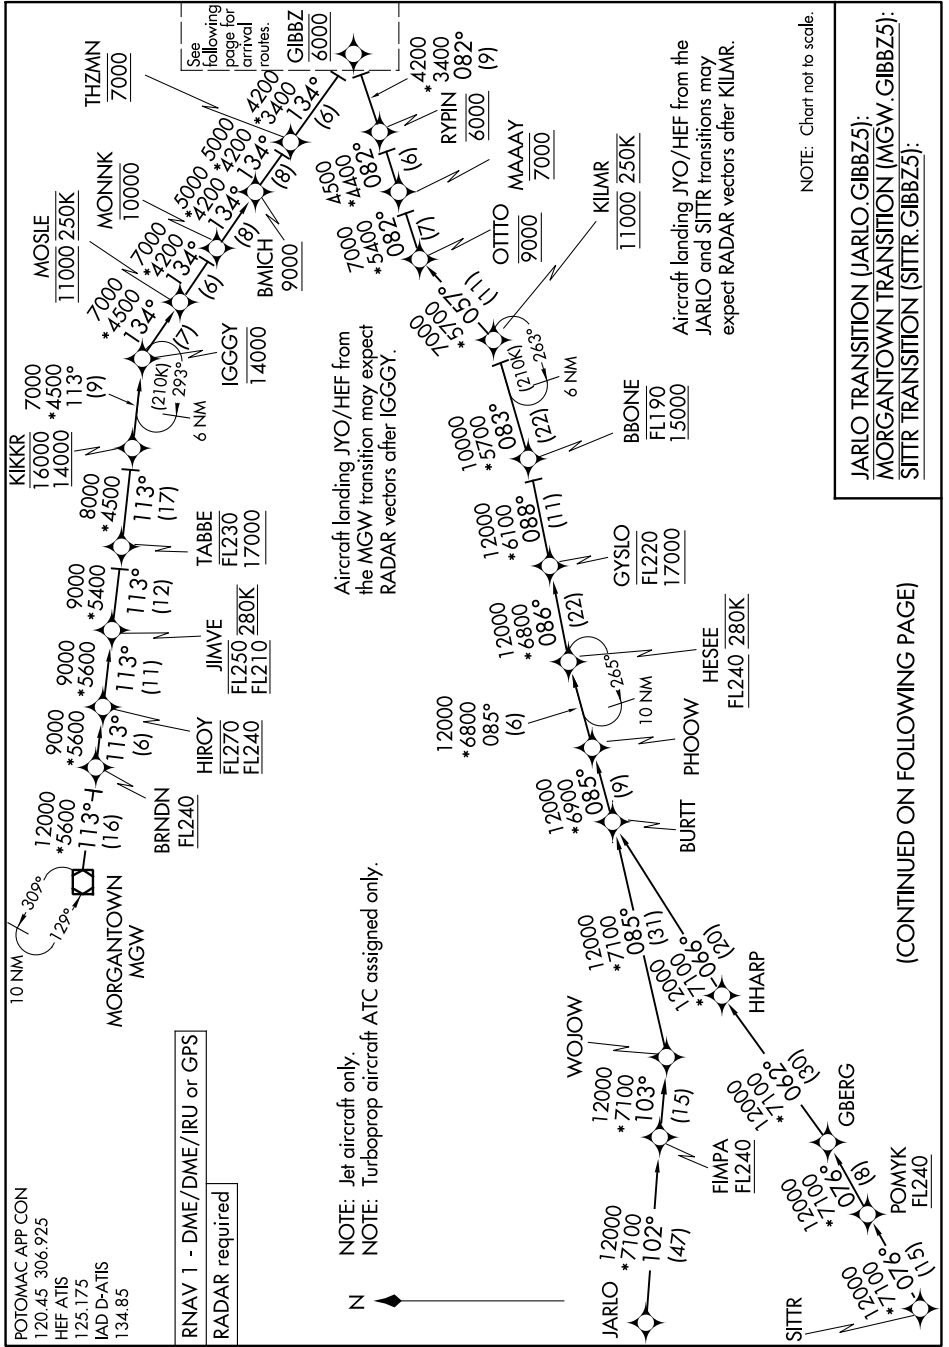 POTOMAC APP CON
120.45 306.925
HEF ATIS
125.175
IAD D-ATIS
134.85
RNAV 1 - DME/DME/IRU or GPS
RADAR required
NOTE: Jet aircraft only.
NOTE: Turboprop aircraft ATC assigned only.
N
10 NM
309°
129°
MORGANTOWN
MGW
12000
*5600
113°
(16)
BRNDN
FL240
9000
*5600
113°
(6)
HIROY
FL270
FL240
9000
*5600
113°
(11)
JIMVE
FL250 280K
FL210
9000
*5400
113°
(12)
TABBE
FL230
17000
8000
*4500
113°
(17)
KIKKR
16000
14000
7000
*4500
113°
(9)
6 NM
(210K)
293°
IGGGY
14000
7000
*4500
134°
(7)
MOSLE
11000 250K
7000
*4200
134°
(6)
MONNK
10000
5000
*4200
134°
(8)
BMICH
9000
5000
*4200
134°
(8)
THZMN
7000
4200
*3400
134°
(6)
See
following
page for
arrival
routes.
GIBBZ
6000
Aircraft landing JYO/HEF from
the MGW transition may expect
RADAR vectors after IGGGY.
JARLO
12000
*7100
102°
(47)
FIMPA
FL240
12000
*7100
103°
(15)
WOJOW
12000
*7100
085°
(31)
SITTR
12000
*7100
076°
(15)
POMYK
FL240
12000
*7100
076°
(8)
GBERG
12000
*7100
062°
(30)
HHARP
12000
*7100
066°
(20)
BURTT
12000
*6900
085°
(9)
PHOOW
12000
*6800
085°
(6)
10 NM
265°
HESEE
FL240 280K
12000
*6800
086°
(22)
GYSLO
FL220
17000
12000
*6100
088°
(11)
BBONE
FL190
15000
10000
*5700
083°
(22)
6 NM
(210K)
263°
KILMR
11000 250K
7000
*5700
057°
(11)
OTTTO
9000
7000
*5400
082°
(7)
MAAAY
7000
4500
*4400
082°
(6)
RYPIN
6000
4200
*3400
082°
(9)
Aircraft landing JYO/HEF from the
JARLO and SITTR transitions may
expect RADAR vectors after KILMR.
NOTE: Chart not to scale.
(CONTINUED ON FOLLOWING PAGE)
JARLO TRANSITION (JARLO.GIBBZ5):
MORGANTOWN TRANSITION (MGW.GIBBZ5):
SITTR TRANSITION (SITTR.GIBBZ5):